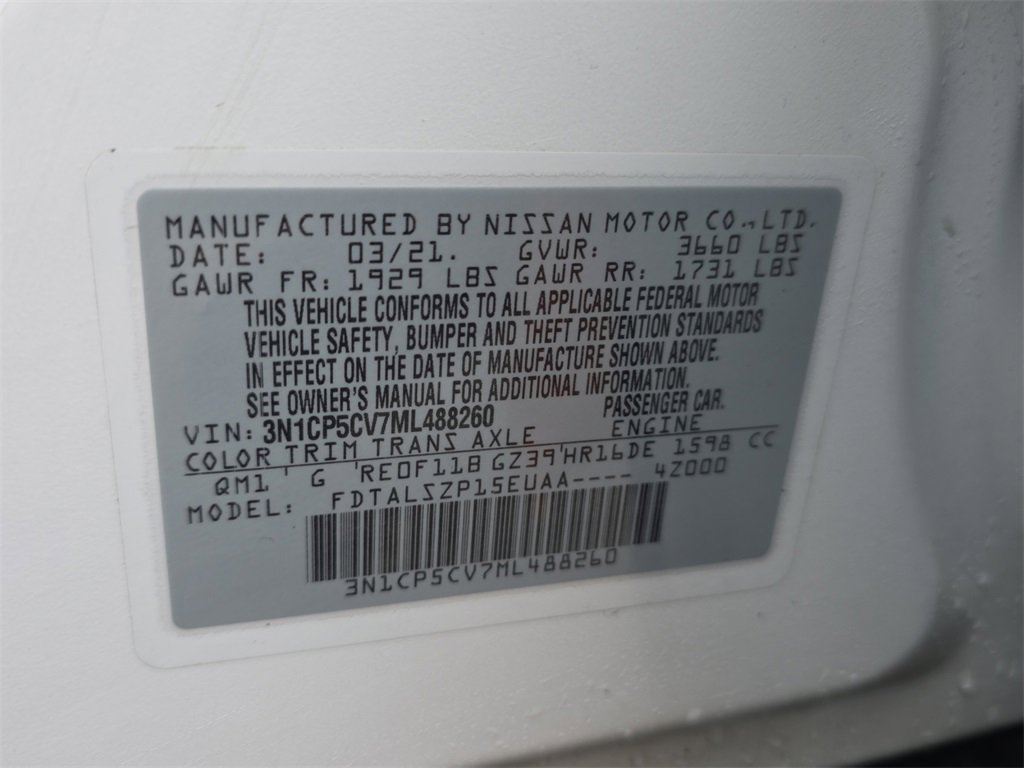 MANUFACTURED BY NISSAN MOTOR CO., LTD.
DATE: 03/21. GVWR: 3660 LBS
GAWR FR: 1929 LBS GAWR RR: 1731 LBS
THIS VEHICLE CONFORMS TO ALL APPLICABLE FEDERAL MOTOR
VEHICLE SAFETY, BUMPER AND THEFT PREVENTION STANDARDS
IN EFFECT ON THE DATE OF MANUFACTURE SHOWN ABOVE.
SEE OWNER'S MANUAL FOR ADDITIONAL INFORMATION.
VIN: 3N1CP5CV7ML488260 PASSENGER CAR.
COLOR TRIM TRANS AXLE ENGINE
QM1 ' G ' RE0F11B GZ39'HR16DE 1598 CC
MODEL: FDTALSZP15EUAA---- 4Z000
3N1CP5CV7ML488260